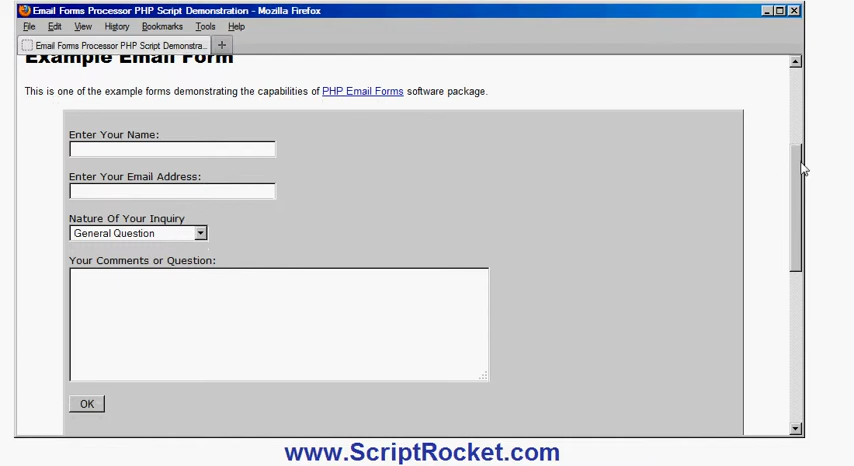 Email Forms Processor PHP Script Demonstration - Mozilla Firefox
File Edit View History Bookmarks Tools Help
Email Forms Processor PHP Script Demonstra...
Example Email Form
This is one of the example forms demonstrating the capabilities of PHP Email Forms software package.
Enter Your Name:
Enter Your Email Address:
Nature Of Your Inquiry
General Question
Your Comments or Question:
OK
www.ScriptRocket.com